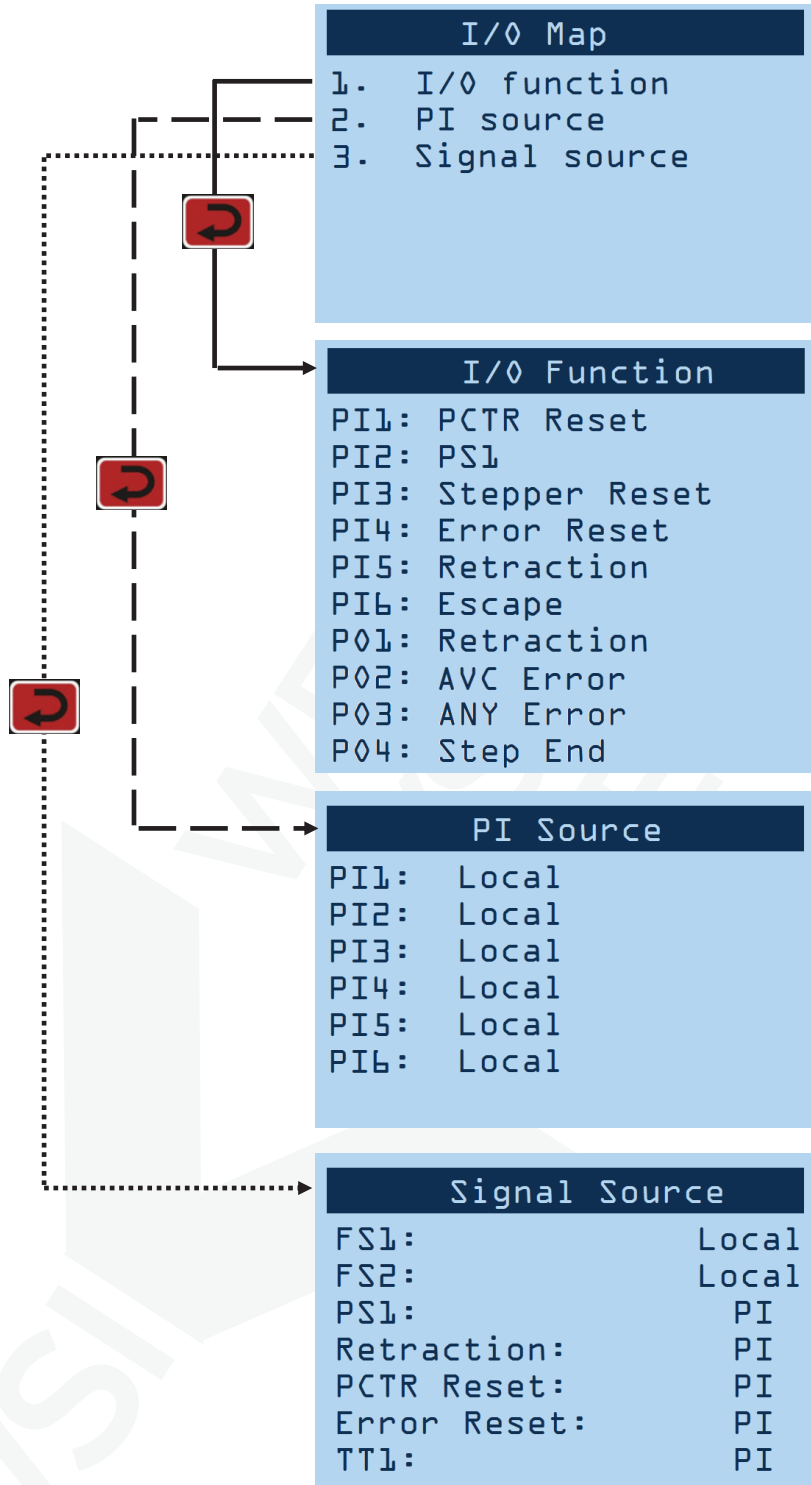 I/O Map
1. I/O function
2. PI source
3. Signal source
I/O Function
PI1: PCTR Reset
PI2: PS1
PI3: Stepper Reset
PI4: Error Reset
PI5: Retraction
PI6: Escape
PO1: Retraction
PO2: AVC Error
PO3: ANY Error
PO4: Step End
PI Source
PI1: Local
PI2: Local
PI3: Local
PI4: Local
PI5: Local
PI6: Local
Signal Source
FS1: Local
FS2: Local
PS1: PI
Retraction: PI
PCTR Reset: PI
Error Reset: PI
TT1: PI